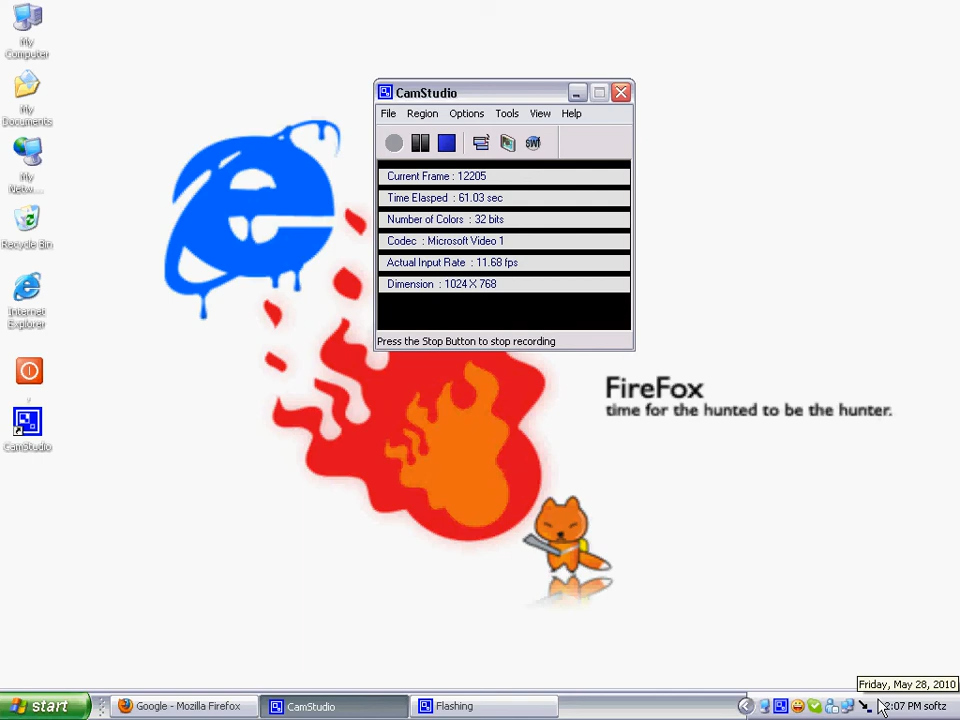 My
Computer
My
Documents
My
Netw...
Recycle Bin
Internet
Explorer
CamStudio
CamStudio
File Region Options Tools View Help
Current Frame : 12205
Time Elasped : 61.03 sec
Number of Colors : 32 bits
Codec : Microsoft Video 1
Actual Input Rate : 11.68 fps
Dimension : 1024 X 768
Press the Stop Button to stop recording
FireFox
time for the hunted to be the hunter.
Friday, May 28, 2010
start
Google - Mozilla Firefox
CamStudio
Flashing
2:07 PM softz